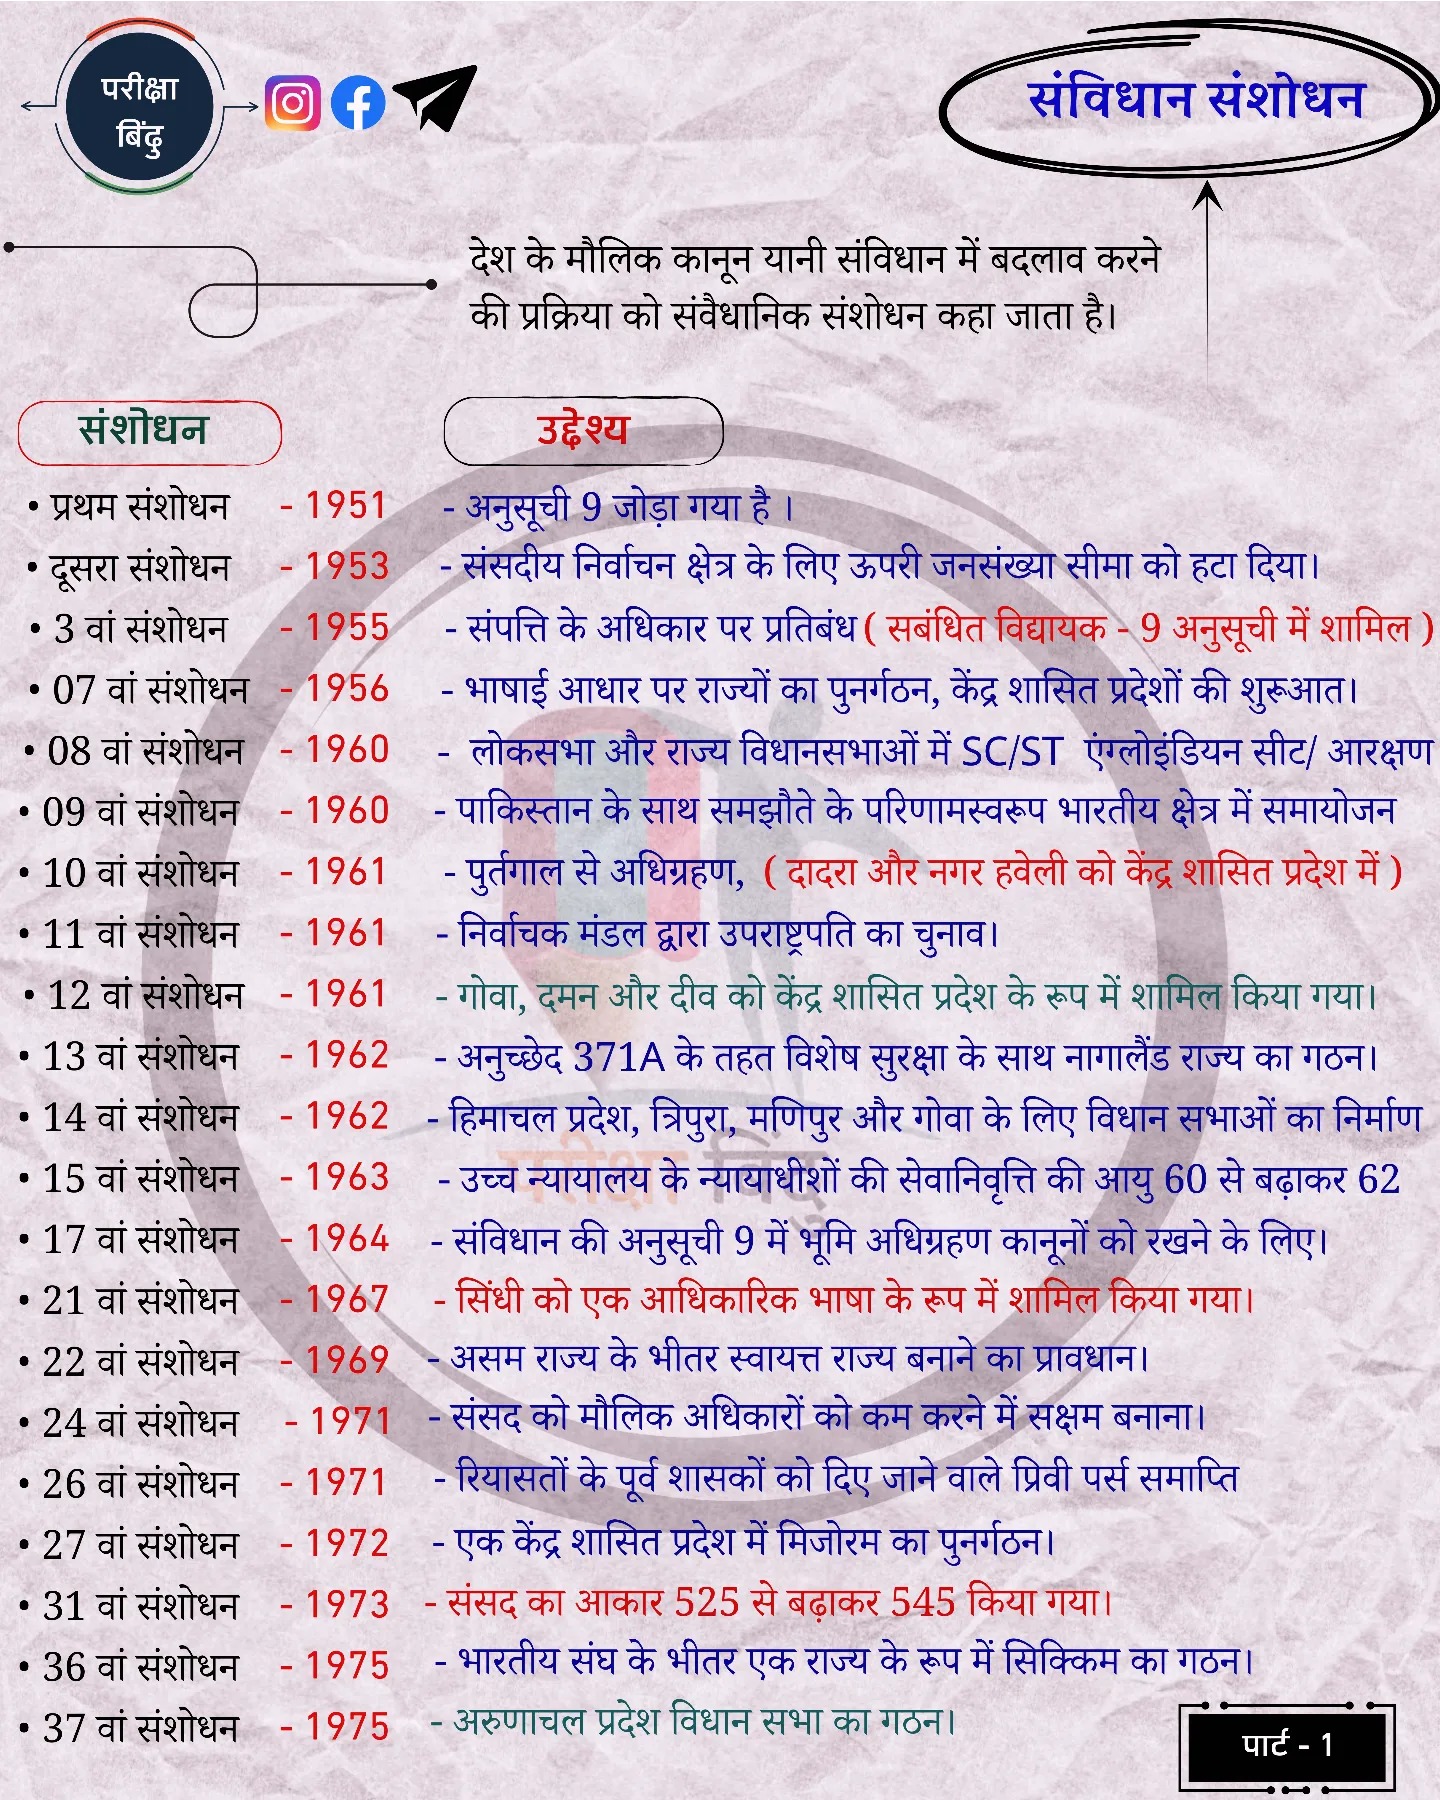 परीक्षा
बिंदु
संविधान संशोधन
देश के मौलिक कानून यानी संविधान में बदलाव करने
की प्रक्रिया को संवैधानिक संशोधन कहा जाता है।
संशोधन उद्देश्य
• प्रथम संशोधन - 1951 - अनुसूची 9 जोड़ा गया है ।
• दूसरा संशोधन - 1953 - संसदीय निर्वाचन क्षेत्र के लिए ऊपरी जनसंख्या सीमा को हटा दिया।
• 3 वां संशोधन - 1955 - संपत्ति के अधिकार पर प्रतिबंध ( सबंधित विद्यायक - 9 अनुसूची में शामिल )
• 07 वां संशोधन - 1956 - भाषाई आधार पर राज्यों का पुनर्गठन, केंद्र शासित प्रदेशों की शुरूआत।
• 08 वां संशोधन - 1960 - लोकसभा और राज्य विधानसभाओं में SC/ST एंग्लोइंडियन सीट/ आरक्षण
• 09 वां संशोधन - 1960 - पाकिस्तान के साथ समझौते के परिणामस्वरूप भारतीय क्षेत्र में समायोजन
• 10 वां संशोधन - 1961 - पुर्तगाल से अधिग्रहण, ( दादरा और नगर हवेली को केंद्र शासित प्रदेश में )
• 11 वां संशोधन - 1961 - निर्वाचक मंडल द्वारा उपराष्ट्रपति का चुनाव।
• 12 वां संशोधन - 1961 - गोवा, दमन और दीव को केंद्र शासित प्रदेश के रूप में शामिल किया गया।
• 13 वां संशोधन - 1962 - अनुच्छेद 371A के तहत विशेष सुरक्षा के साथ नागालैंड राज्य का गठन।
• 14 वां संशोधन - 1962 - हिमाचल प्रदेश, त्रिपुरा, मणिपुर और गोवा के लिए विधान सभाओं का निर्माण
• 15 वां संशोधन - 1963 - उच्च न्यायालय के न्यायाधीशों की सेवानिवृत्ति की आयु 60 से बढ़ाकर 62
परीक्षा बिंदु
• 17 वां संशोधन - 1964 - संविधान की अनुसूची 9 में भूमि अधिग्रहण कानूनों को रखने के लिए।
• 21 वां संशोधन - 1967 - सिंधी को एक आधिकारिक भाषा के रूप में शामिल किया गया।
• 22 वां संशोधन - 1969 - असम राज्य के भीतर स्वायत्त राज्य बनाने का प्रावधान।
• 24 वां संशोधन - 1971 - संसद को मौलिक अधिकारों को कम करने में सक्षम बनाना।
• 26 वां संशोधन - 1971 - रियासतों के पूर्व शासकों को दिए जाने वाले प्रिवी पर्स समाप्ति
• 27 वां संशोधन - 1972 - एक केंद्र शासित प्रदेश में मिजोरम का पुनर्गठन।
• 31 वां संशोधन - 1973 - संसद का आकार 525 से बढ़ाकर 545 किया गया।
• 36 वां संशोधन - 1975 - भारतीय संघ के भीतर एक राज्य के रूप में सिक्किम का गठन।
• 37 वां संशोधन - 1975 - अरुणाचल प्रदेश विधान सभा का गठन।
पार्ट - 1